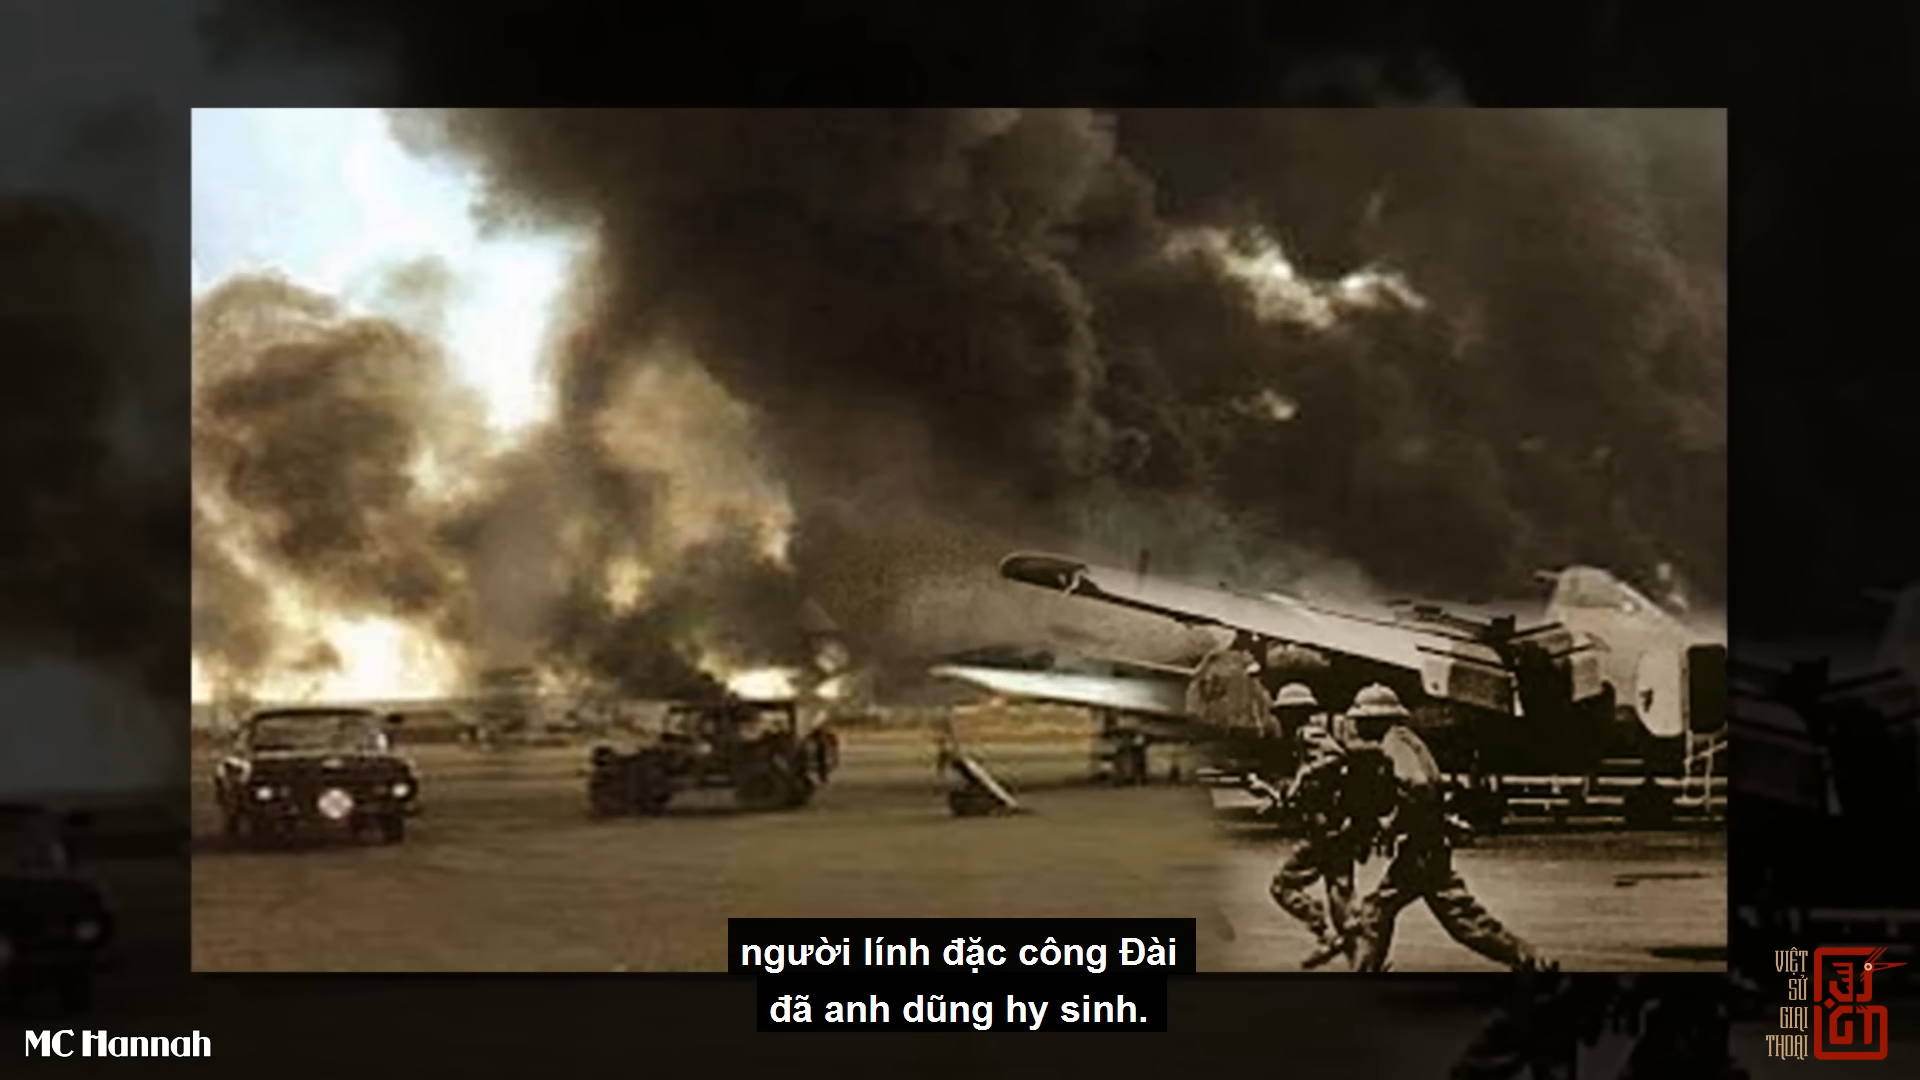 người lính đặc công Đài
đã anh dũng hy sinh.
MC Hannah
VIỆT
SỬ
GIAI
THOẠI